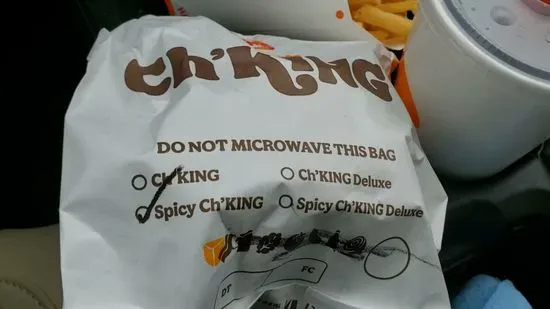 Ch'KING
DO NOT MICROWAVE THIS BAG
Ch'KING
Ch'KING Deluxe
Spicy Ch'KING
Spicy Ch'KING Deluxe
DT
FC